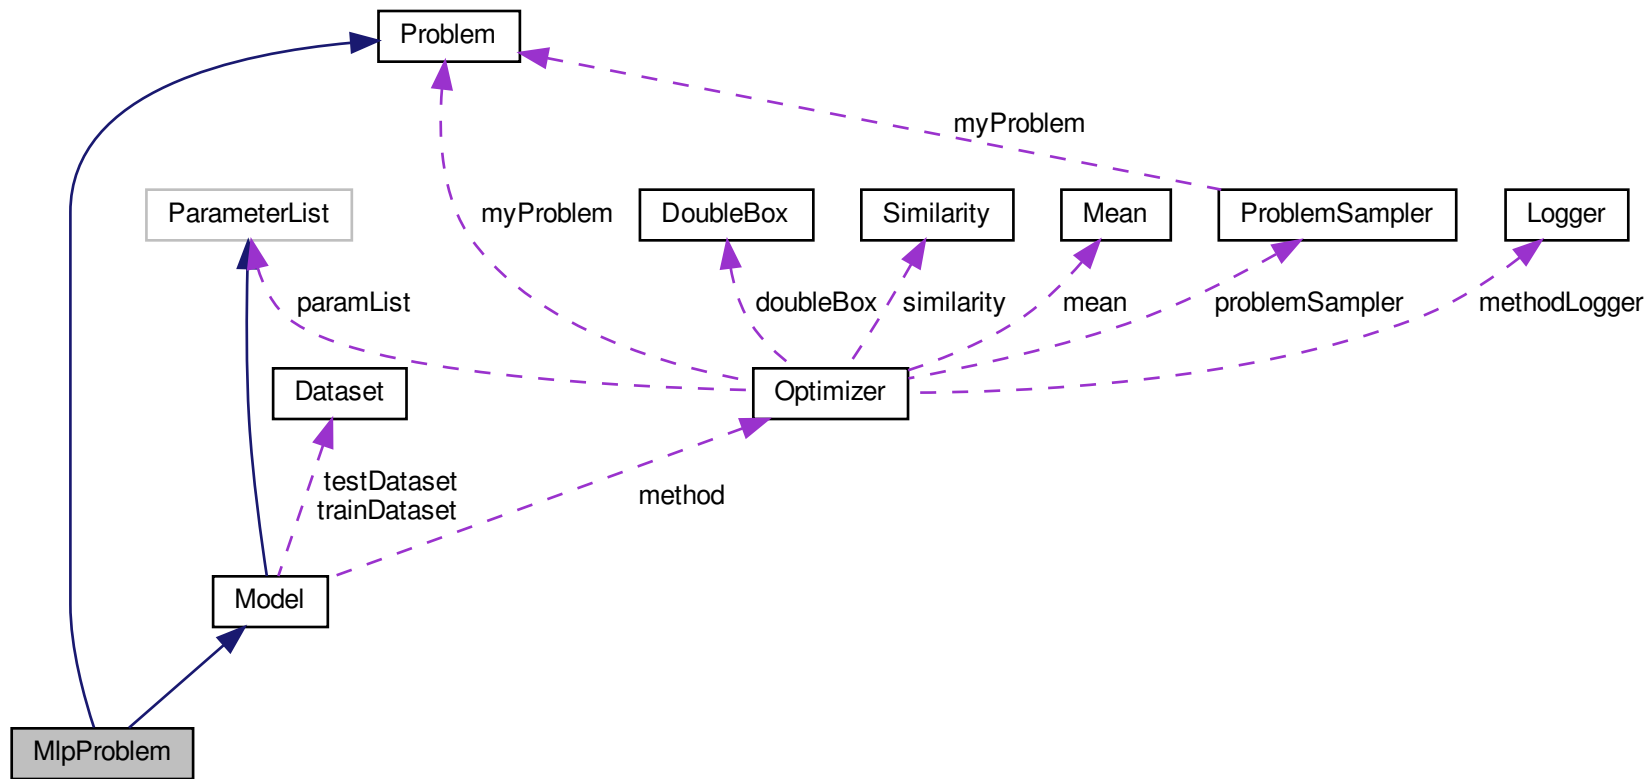 Problem
myProblem
ParameterList
myProblem
DoubleBox
Similarity
Mean
ProblemSampler
Logger
paramList
doubleBox
similarity
mean
problemSampler
methodLogger
Dataset
Optimizer
testDataset
trainDataset
method
Model
MlpProblem